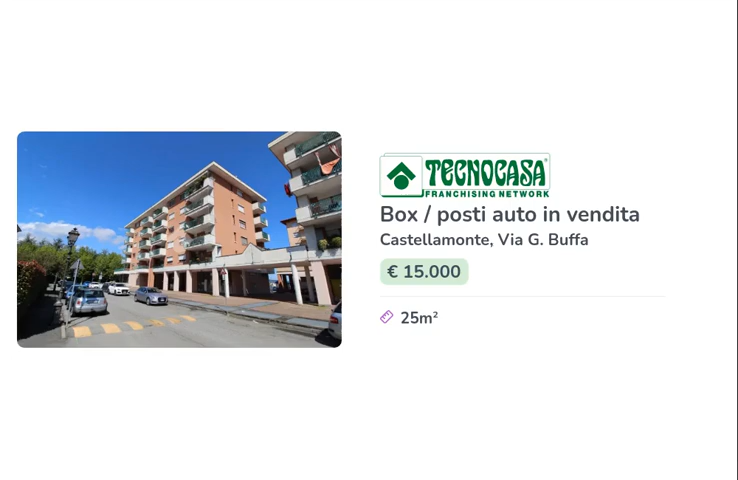 TECNOCASA
FRANCHISING NETWORK
Box / posti auto in vendita
Castellamonte, Via G. Buffa
€ 15.000
25m²